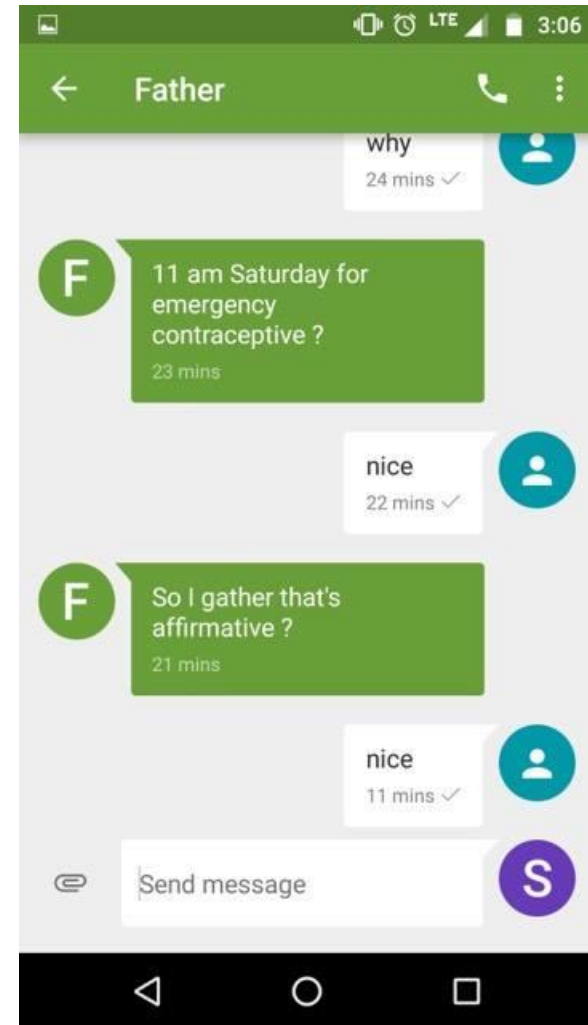 LTE 3:06
Father
why
24 mins
F
11 am Saturday for
emergency
contraceptive ?
23 mins
nice
22 mins
F
So I gather that's
affirmative ?
21 mins
nice
11 mins
Send message
S